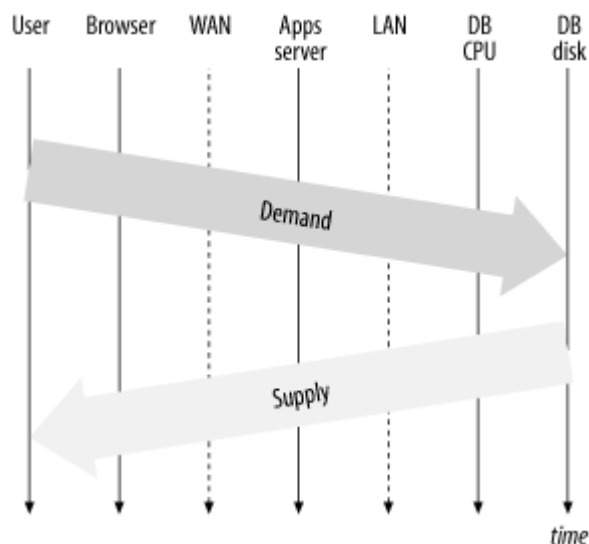 User Browser WAN Apps server LAN DB CPU DB disk
Demand
Supply
time